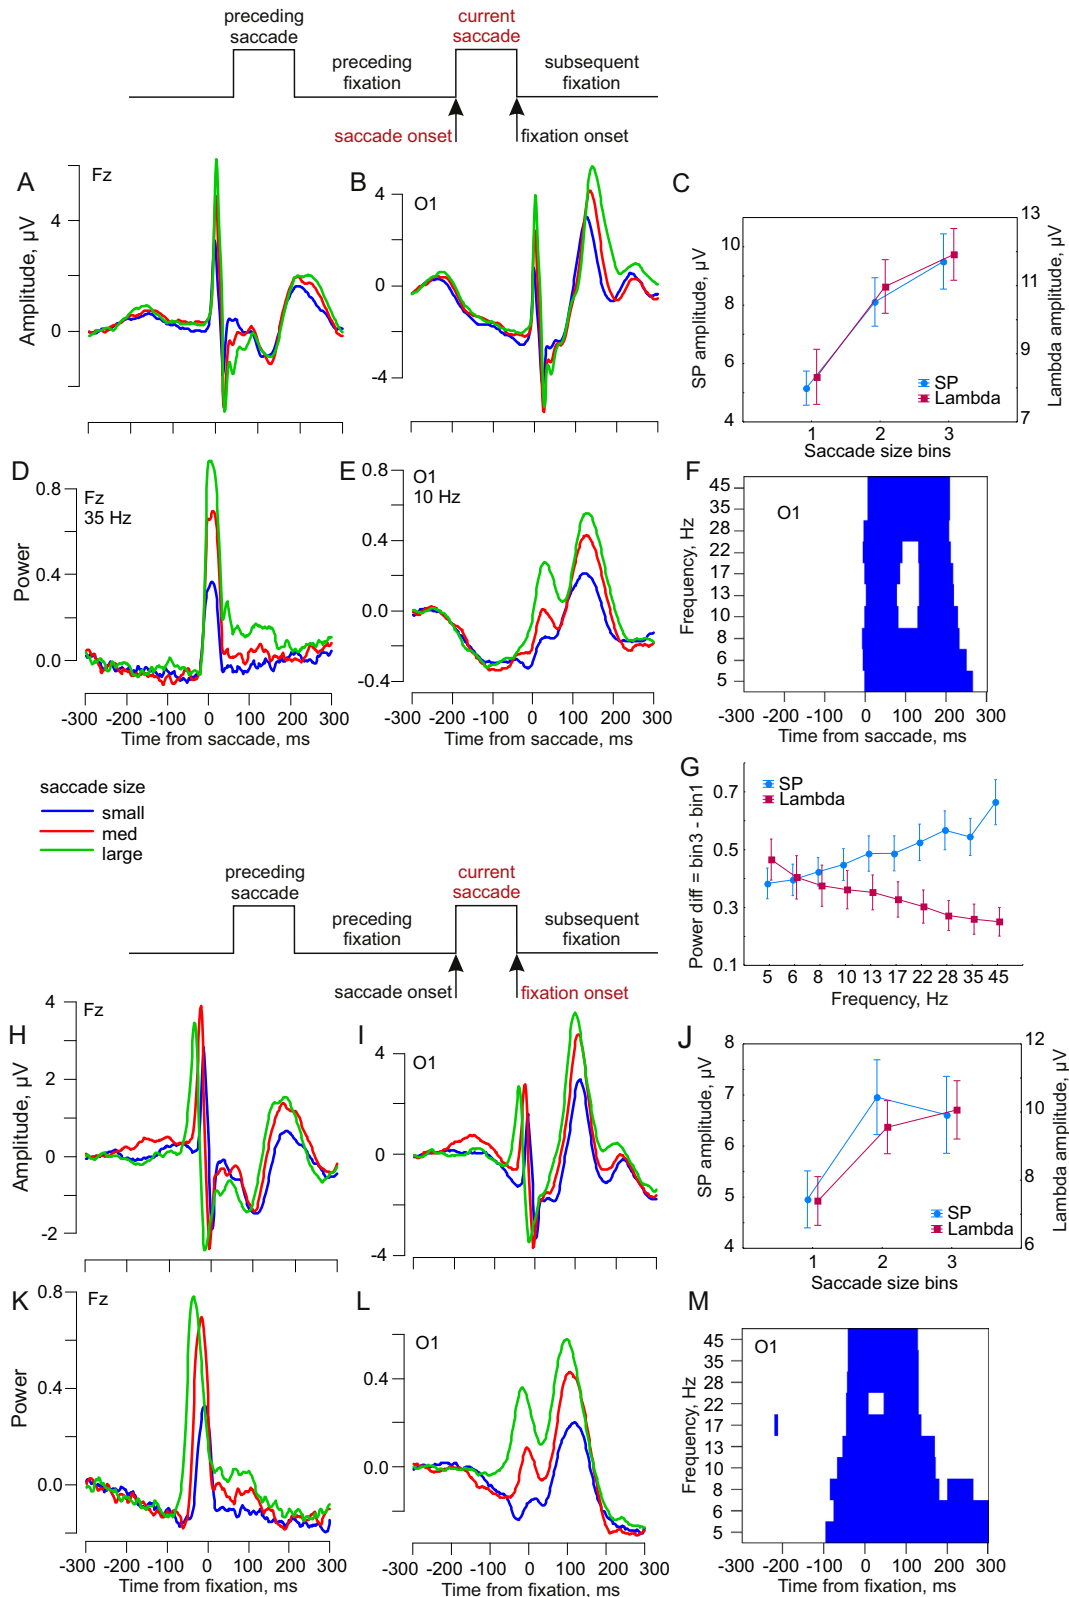 preceding
saccade
current
saccade
preceding
fixation
subsequent
fixation
saccade onset
fixation onset
A
Fz
Amplitude, µV
4
0
B
O1
4
0
-4
C
SP amplitude, µV
10
8
6
4
13
11
9
7
Lambda amplitude, µV
SP
Lambda
1 2 3
Saccade size bins
D
Fz
35 Hz
Power
0.8
0.4
0.0
-300 -200 -100 0 100 200 300
Time from saccade, ms
E
O1
10 Hz
0.8
0.4
0.0
-0.4
-300 -200 -100 0 100 200 300
Time from saccade, ms
F
O1
Frequency, Hz
45
35
28
22
17
13
10
8
6
5
-300 -200 -100 0 100 200 300
Time from saccade, ms
saccade size
small
med
large
G
SP
Lambda
Power diff = bin3 - bin1
0.7
0.5
0.3
0.1
5 6 8 10 13 17 22 28 35 45
Frequency, Hz
preceding
saccade
current
saccade
preceding
fixation
subsequent
fixation
saccade onset
fixation onset
H
Fz
Amplitude, µV
4
2
0
-2
I
O1
4
0
-4
J
SP amplitude, µV
8
7
6
5
4
12
10
8
6
Lambda amplitude, µV
SP
Lambda
1 2 3
Saccade size bins
K
Fz
Power
0.8
0.4
0.0
-300 -200 -100 0 100 200 300
Time from fixation, ms
L
O1
0.4
0.0
-300 -200 -100 0 100 200 300
Time from fixation, ms
M
O1
Frequency, Hz
45
35
28
22
17
13
10
8
6
5
-300 -200 -100 0 100 200 300
Time from fixation, ms